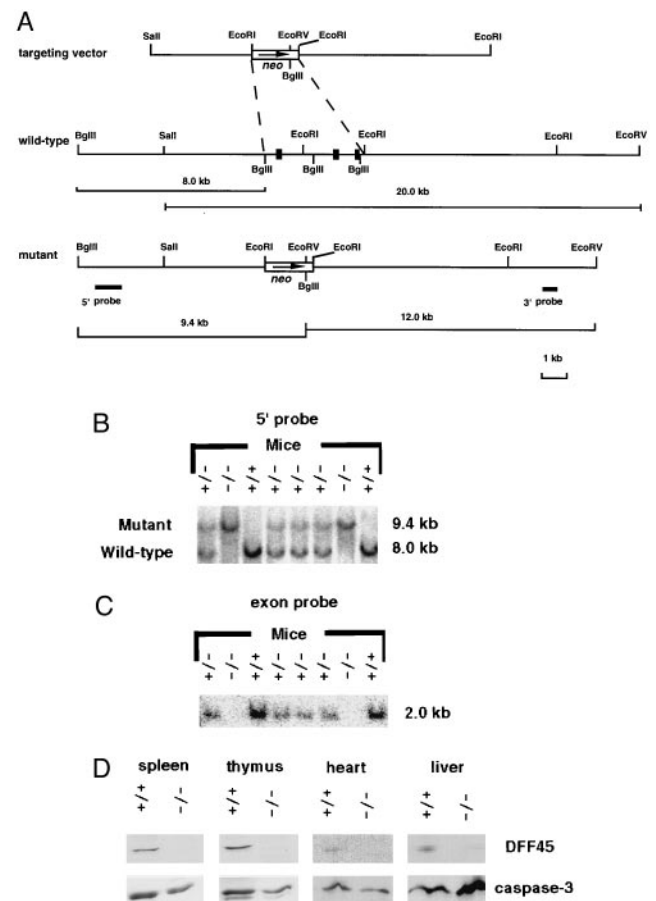 A
targeting vector
SalI EcoRI EcoRV EcoRI EcoRI
neo
BglII
wild-type
BglII SalI EcoRI EcoRI EcoRI EcoRV
BglII BglII BglII
8.0 kb
20.0 kb
mutant
BglII SalI EcoRI EcoRV EcoRI EcoRI EcoRV
neo
BglII
5' probe
3' probe
9.4 kb
12.0 kb
1 kb
B
5' probe
Mice
-/+ -/- +/+ -/+ -/+ -/+ -/- +/+
Mutant 9.4 kb
Wild-type 8.0 kb
C
exon probe
Mice
-/+ -/- +/+ -/+ -/+ -/+ -/- +/+
2.0 kb
D
spleen thymus heart liver
+/+ -/- +/+ -/- +/+ -/- +/+ -/-
DFF45
caspase-3